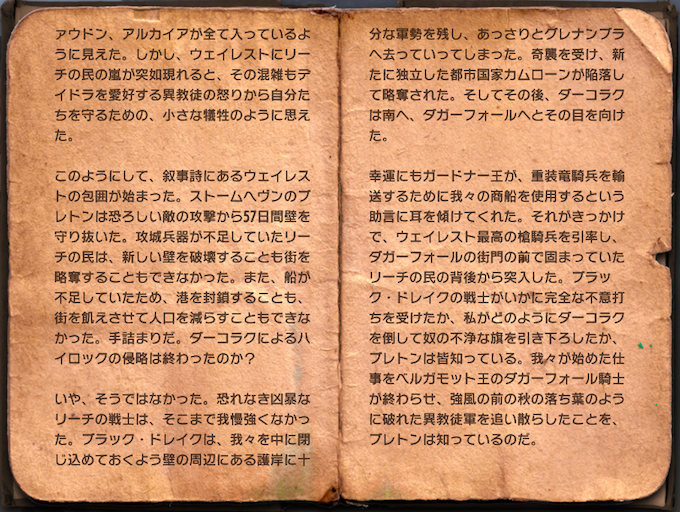 ァウドン、アルカイアが全て入っているよ
うに見えた。しかし、ウェイレストにリー
チの民の嵐が突如現れると、その混雑もデ
イドラを愛好する異教徒の怒りから自分た
ちを守るための、小さな犠牲のように思え
た。
このようにして、叙事詩にあるウェイレス
トの包囲が始まった。ストームヘヴンのブ
レトンは恐ろしい敵の攻撃から57日間壁を
守り抜いた。攻城兵器が不足していたリー
チの民は、新しい壁を破壊することも街を
略奪することもできなかった。また、船が
不足していたため、港を封鎖することも、
街を飢えさせて人口を減らすこともできな
かった。手詰まりだ。ダーコラクによるハ
イロックの侵略は終わったのか？
いや、そうではなかった。恐れなき凶暴な
リーチの戦士は、そこまで我慢強くなかっ
た。ブラック・ドレイクは、我々を中に閉
じ込めておくよう壁の周辺にある護岸に十
分な軍勢を残し、あっさりとグレナンブラ
へ去っていってしまった。奇襲を受け、新
たに独立した都市国家カムローンが陥落し
て略奪された。そしてその後、ダーコラク
は南へ、ダガーフォールへとその目を向け
た。
幸運にもガードナー王が、重装竜騎兵を輸
送するために我々の商船を使用するという
助言に耳を傾けてくれた。それがきっかけ
で、ウェイレスト最高の槍騎兵を引率し、
ダガーフォールの街門の前で固まっていた
リーチの民の背後から突入した。ブラッ
ク・ドレイクの戦士がいかに完全な不意打
ちを受けたか、私がどのようにダーコラク
を倒して奴の不浄な旗を引き下ろしたか、
ブレトンは皆知っている。我々が始めた仕
事をベルガモット王のダガーフォール騎士
が終わらせ、強風の前の秋の落ち葉のよう
に破れた異教徒軍を追い散らしたことを、
ブレトンは知っているのだ。